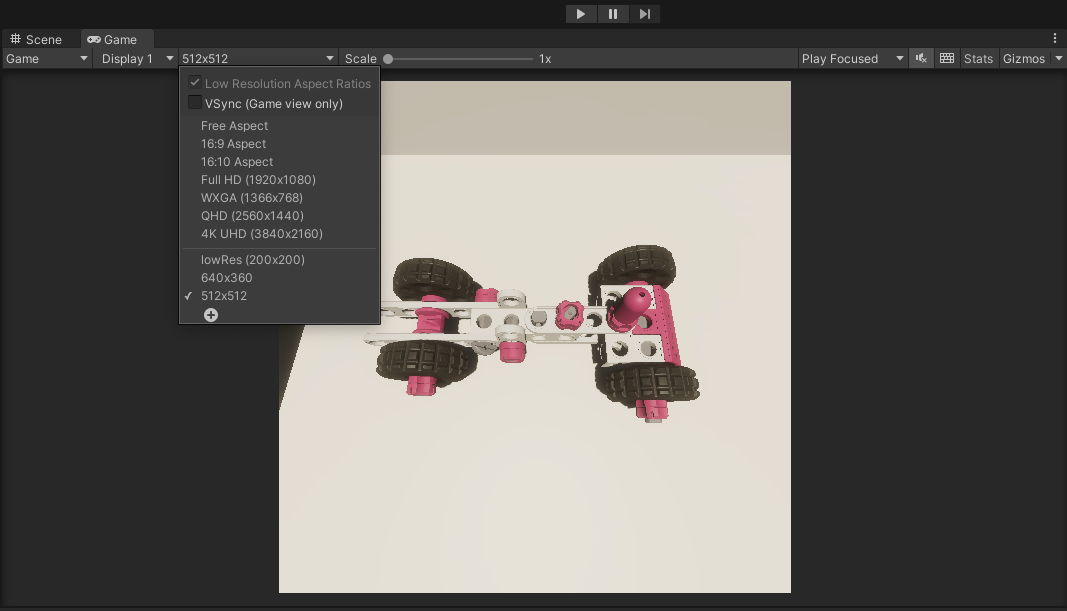 Scene
Game
Game
Display 1
512x512
Scale
1x
Play Focused
Stats
Gizmos
Low Resolution Aspect Ratios
VSync (Game view only)
Free Aspect
16:9 Aspect
16:10 Aspect
Full HD (1920x1080)
WXGA (1366x768)
QHD (2560x1440)
4K UHD (3840x2160)
lowRes (200x200)
640x360
512x512